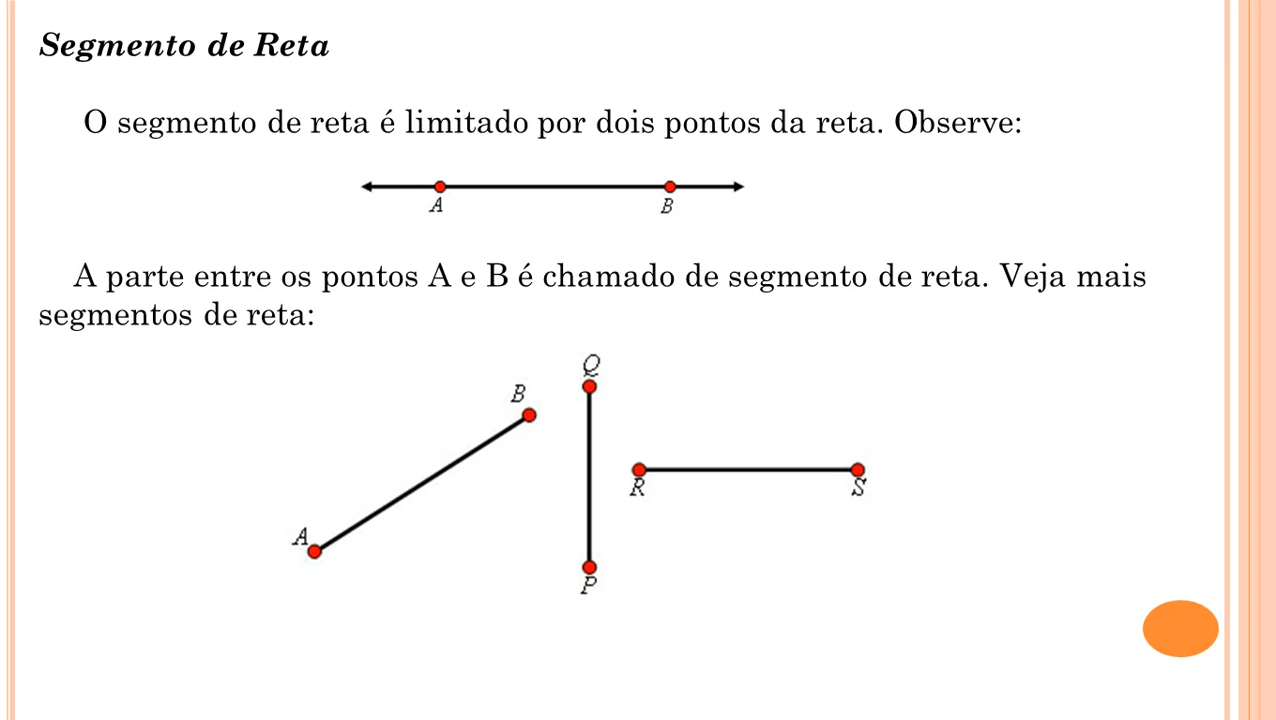 Segmento de Reta
O segmento de reta é limitado por dois pontos da reta. Observe:
A B
A parte entre os pontos A e B é chamado de segmento de reta. Veja mais
segmentos de reta:
Q
B
R S
A
P